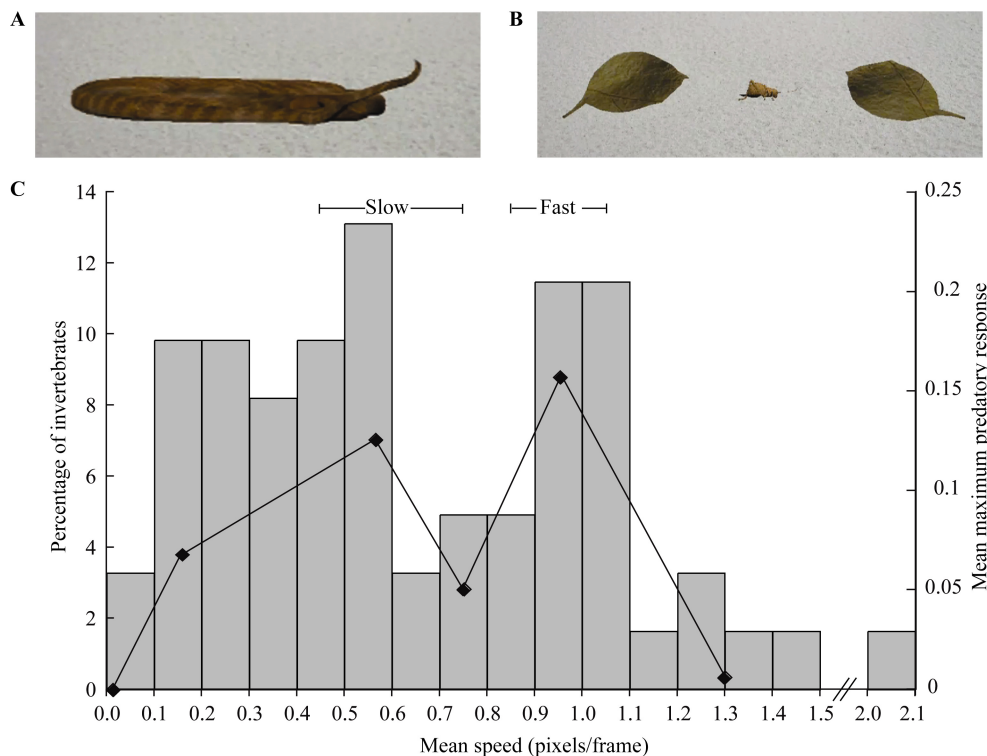 A
B
C
14
12
10
8
6
4
2
0
Percentage of invertebrates
Slow
Fast
0.25
0.2
0.15
0.1
0.05
0
Mean maximum predatory response
0.0 0.1 0.2 0.3 0.4 0.5 0.6 0.7 0.8 0.9 1.0 1.1 1.2 1.3 1.4 1.5 2.0 2.1
Mean speed (pixels/frame)